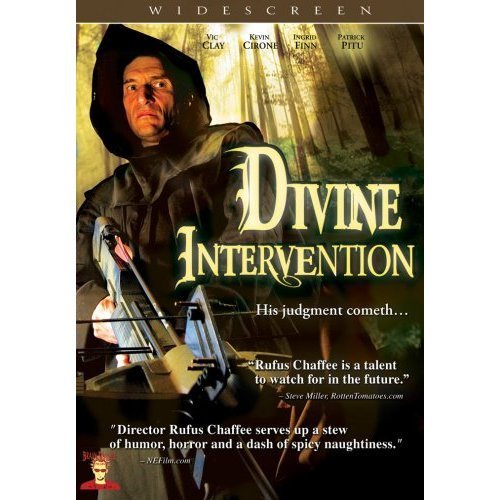 WIDESCREEN
VIC CLAY
KEVIN CIRONE
INGRID FINN
PATRICK PITU
DIVINE
INTERVENTION
His judgment cometh…
“Rufus Chaffee is a talent
to watch for in the future.”
– Steve Miller, RottenTomatoes.com
"Director Rufus Chaffee serves up a stew
of humor, horror and a dash of spicy naughtiness."
– NEFilm.com